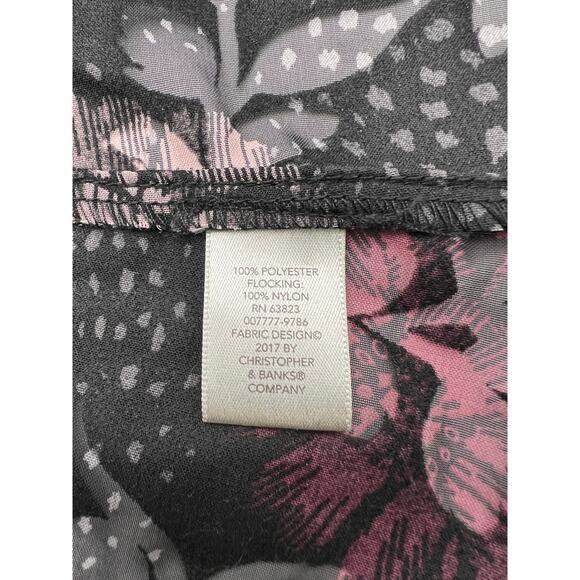 100% POLYESTER
FLOCKING:
100% NYLON
RN 63823
007777-9786
FABRIC DESIGN©
2017 BY
CHRISTOPHER
& BANKS®
COMPANY